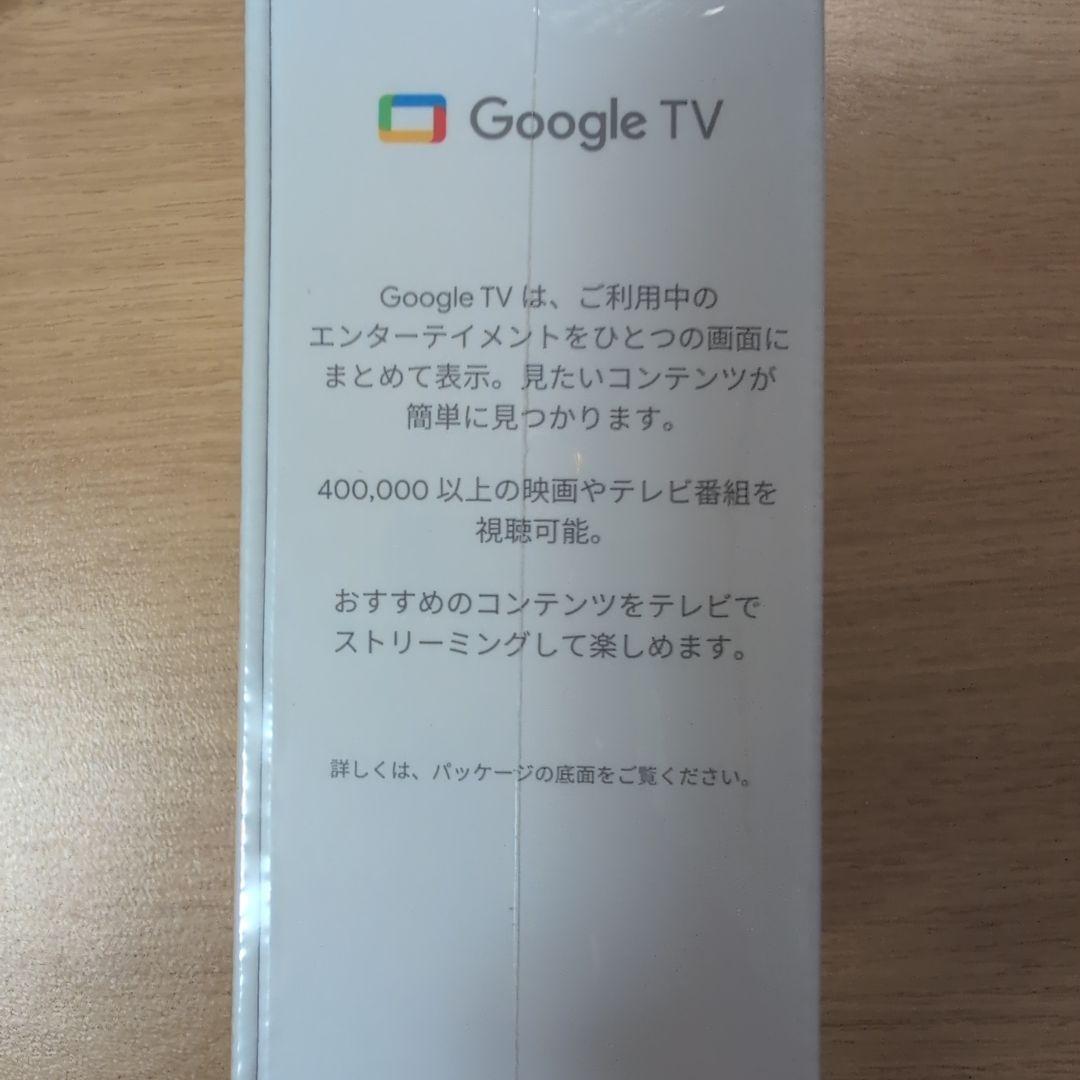 Google TV
Google TV は、ご利用中の
エンターテイメントをひとつの画面に
まとめて表示。見たいコンテンツが
簡単に見つかります。
400,000 以上の映画やテレビ番組を
視聴可能。
おすすめのコンテンツをテレビで
ストリーミングして楽しめます。
詳しくは、パッケージの底面をご覧ください。